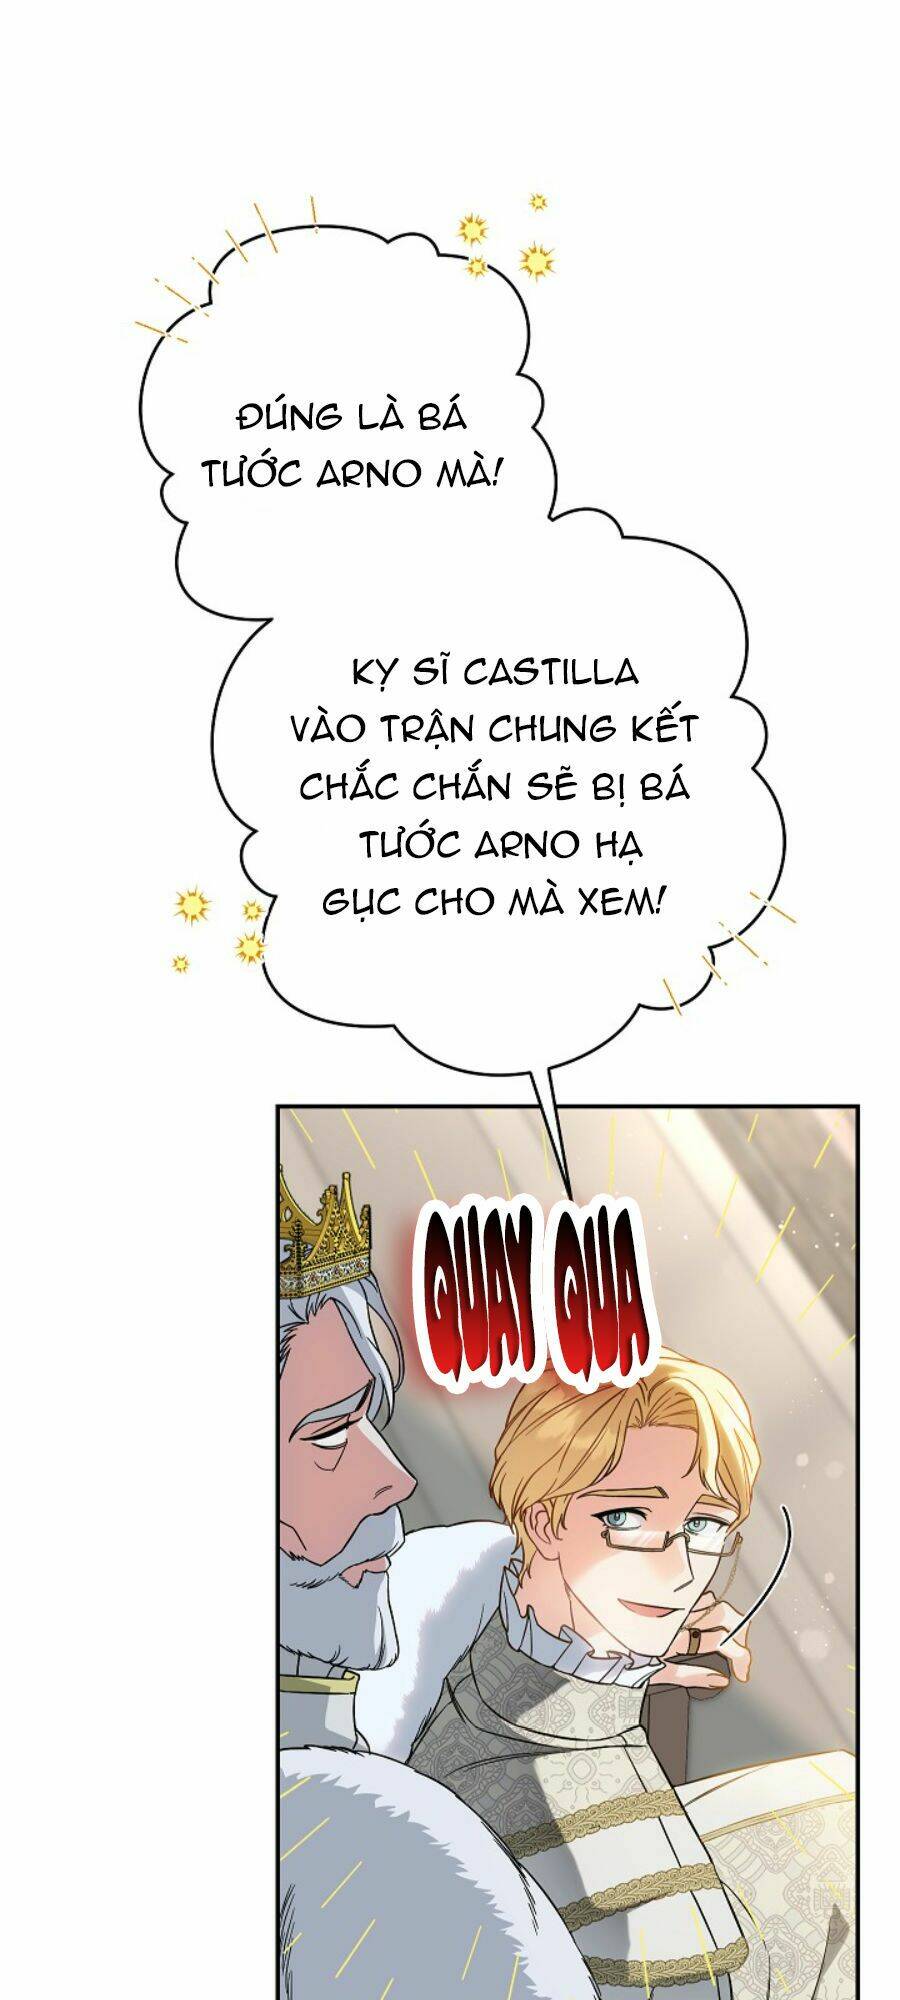 ĐÚNG LÀ BÁ
TƯỚC ARNO MÀ!
KỴ SĨ CASTILLA
VÀO TRẬN CHUNG KẾT
CHẮC CHẮN SẼ BỊ BÁ
TƯỚC ARNO HẠ
GỤC CHO MÀ XEM!
QUAY QUA